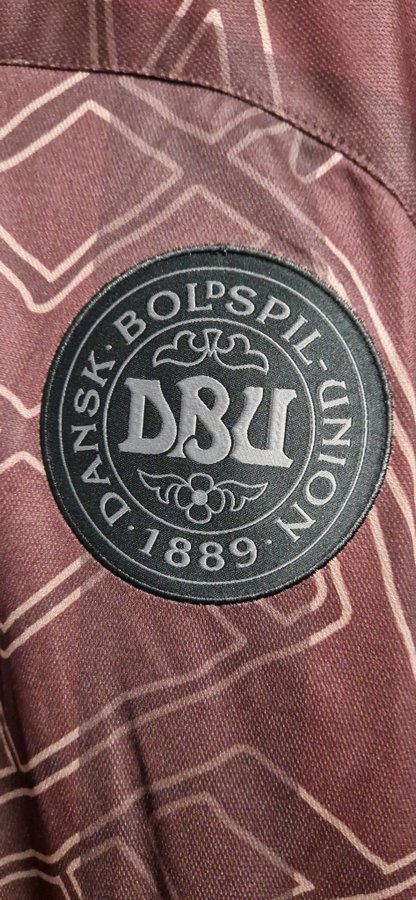 DANSK · BOLDSPIL-UNION
DBU
· 1889 ·